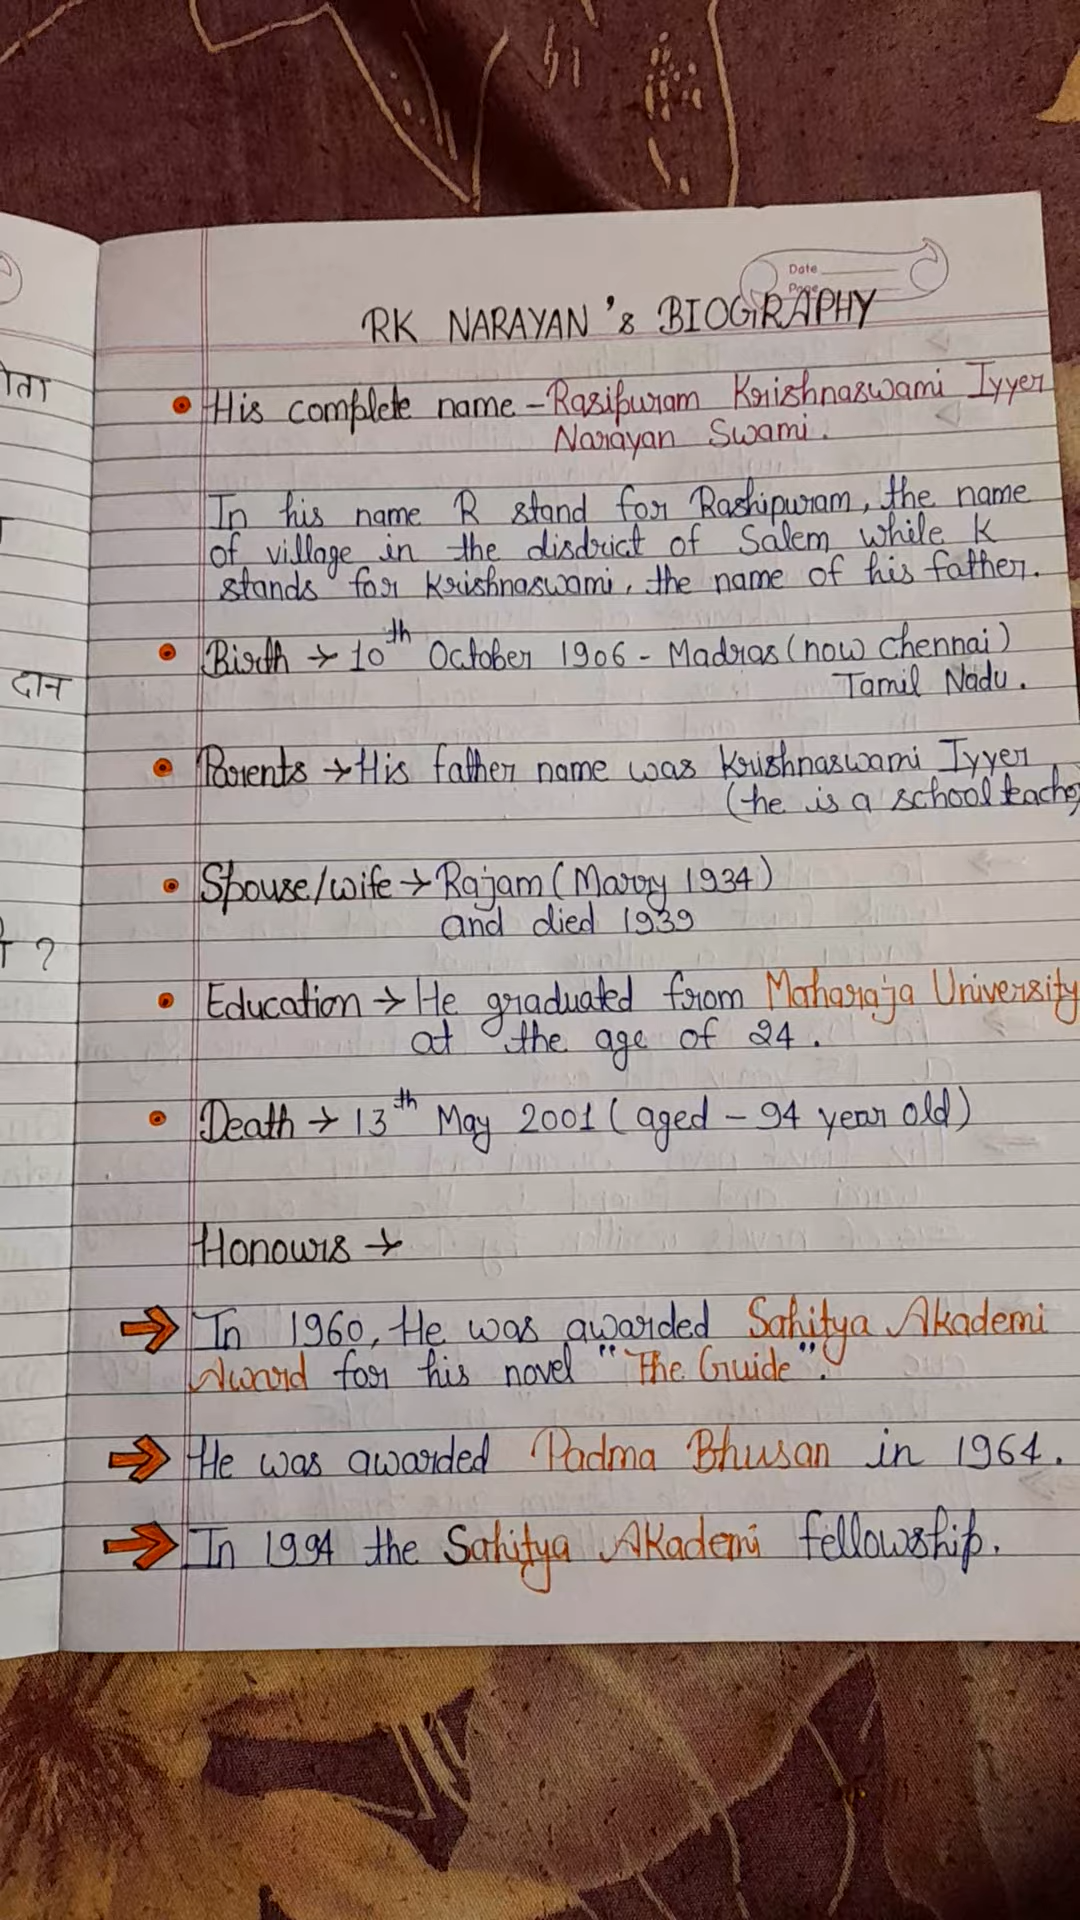 Date
Page
RK NARAYAN's BIOGRAPHY
His complete name - Rasipuram Krishnaswami Iyyer
Narayan Swami.
In his name R stand for Rashipuram, the name
of village in the disdrict of Salem while K
stands for Krishnaswami, the name of his father.
Birth → 10th October 1906 - Madras (now chennai)
Tamil Nadu.
Parents → His father name was Krishnaswami Iyyer
(he is a school teacher
Spouse/wife → Rajam (Marry 1934)
and died 1939
Education → He graduated from Maharaja University
at the age of 24.
Death → 13th May 2001 (aged - 94 year old)
Honours →
In 1960, He was awarded Sahitya Akademi
Award for his novel "The Guide".
He was awarded Padma Bhusan in 1964.
In 1994 the Sahitya Akademi fellowship.
दान
?